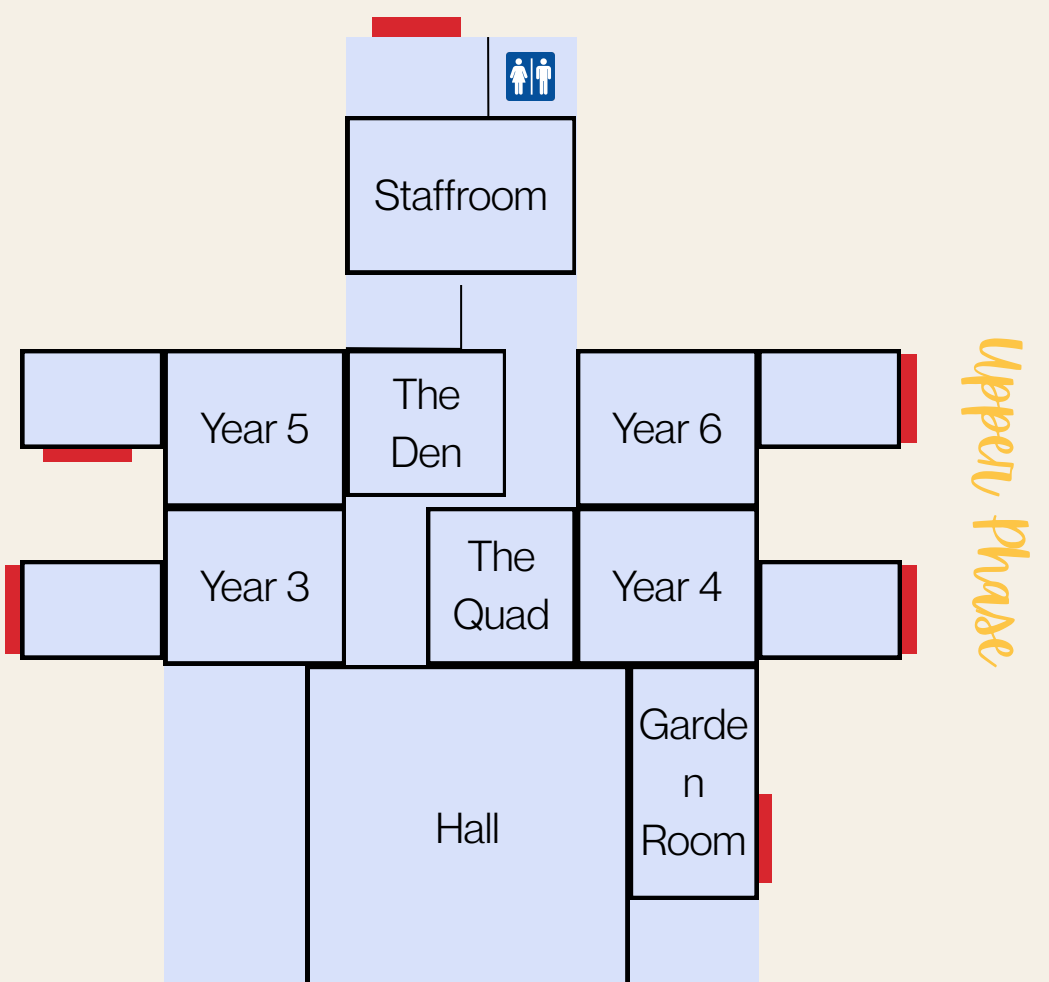 Staffroom
The
Den
Year 5
Year 6
The
Quad
Year 3
Year 4
Garde
n
Room
Hall
Upper Phase